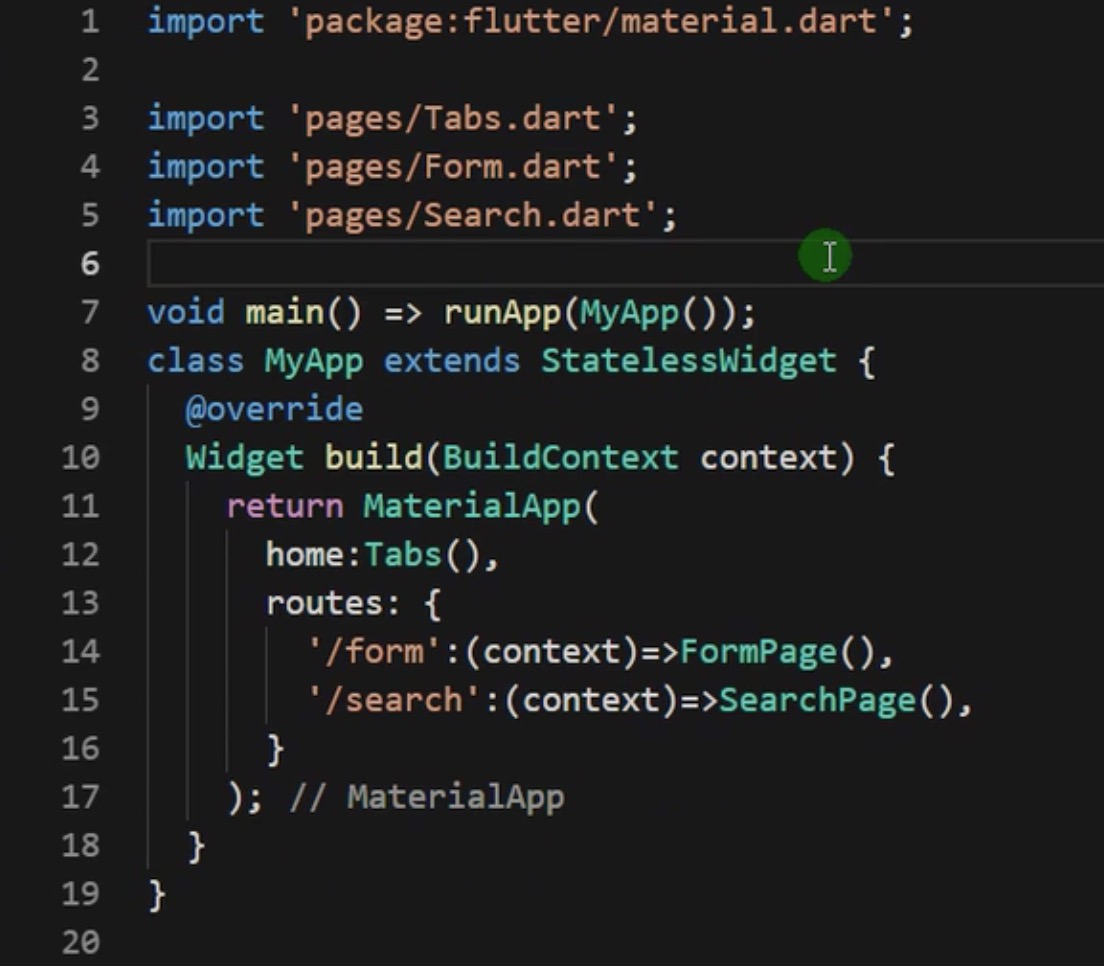 1 import 'package:flutter/material.dart';
2
3 import 'pages/Tabs.dart';
4 import 'pages/Form.dart';
5 import 'pages/Search.dart';
6
7 void main() => runApp(MyApp());
8 class MyApp extends StatelessWidget {
9   @override
10   Widget build(BuildContext context) {
11     return MaterialApp(
12       home:Tabs(),
13       routes: {
14         '/form':(context)=>FormPage(),
15         '/search':(context)=>SearchPage(),
16       }
17     ); // MaterialApp
18   }
19 }
20